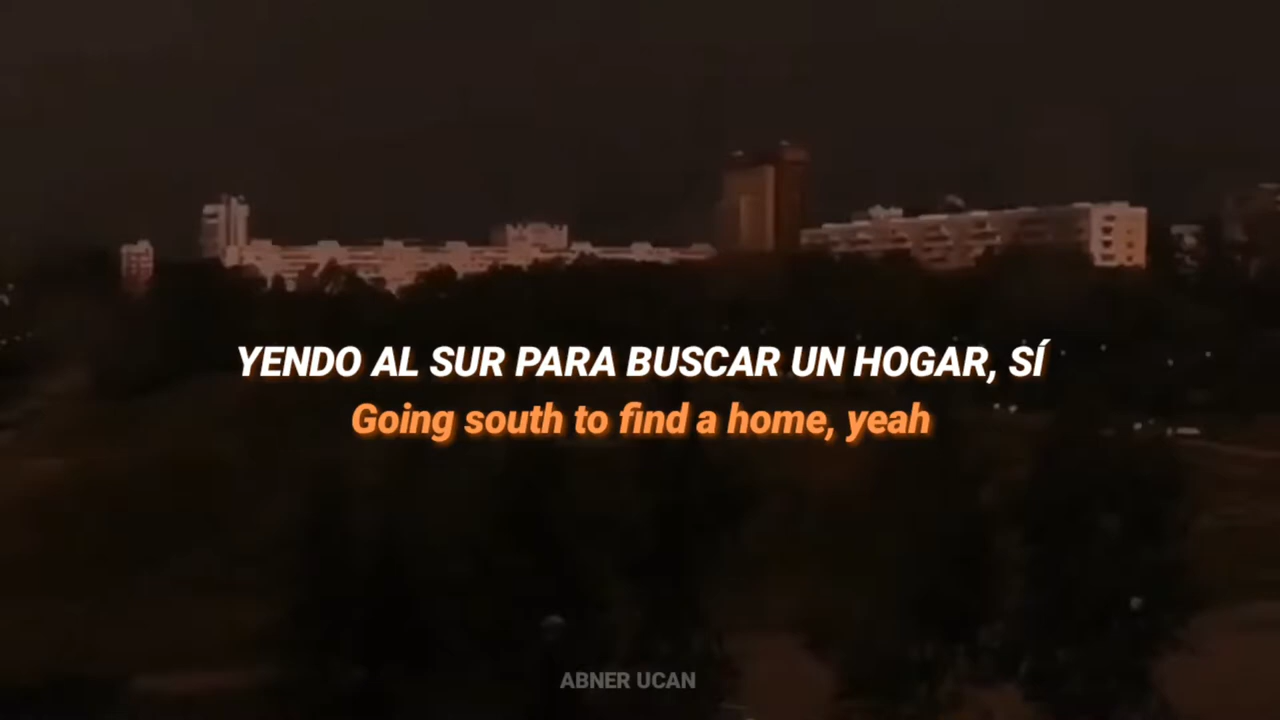 YENDO AL SUR PARA BUSCAR UN HOGAR, SÍ
Going south to find a home, yeah
ABNER UCAN